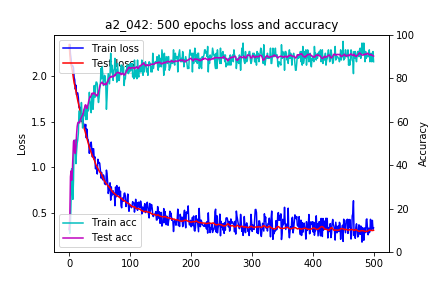 a2_042: 500 epochs loss and accuracy
Train loss
Test loss
Train acc
Test acc
Loss
2.0
1.5
1.0
0.5
Accuracy
100
80
60
40
20
0
0
100
200
300
400
500